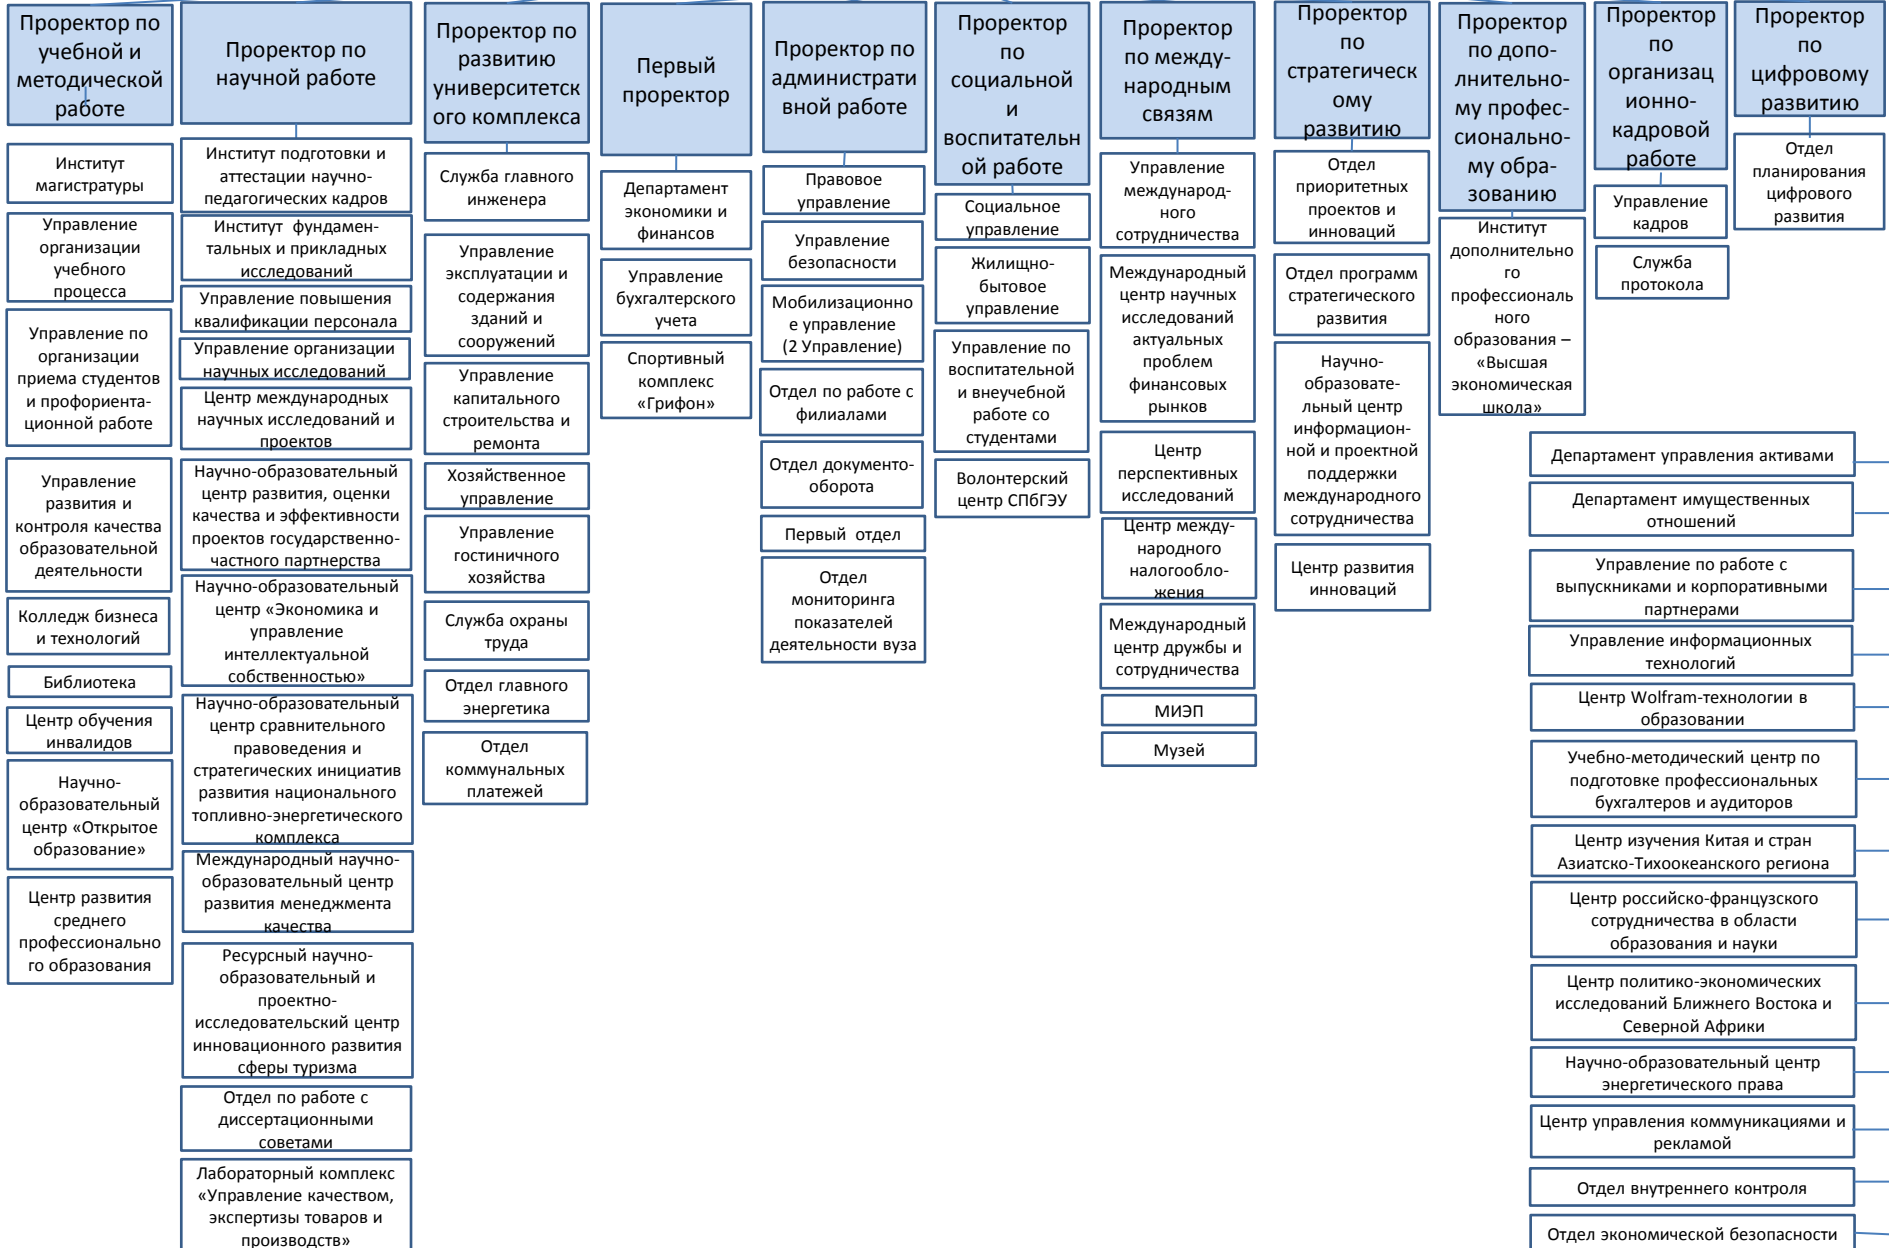 Проректор по
учебной и
методической
работе
Институт
магистратуры
Управление
организации
учебного
процесса
Управление по
организации
приема студентов
и профориента-
ционной работе
Управление
развития и
контроля качества
образовательной
деятельности
Колледж бизнеса
и технологий
Библиотека
Центр обучения
инвалидов
Научно-
образовательный
центр «Открытое
образование»
Центр развития
среднего
профессионально
го образования
Проректор по
научной работе
Институт подготовки и
аттестации научно-
педагогических кадров
Институт фундамен-
тальных и прикладных
исследований
Управление повышения
квалификации персонала
Управление организации
научных исследований
Центр международных
научных исследований и
проектов
Научно-образовательный
центр развития, оценки
качества и эффективности
проектов государственно-
частного партнерства
Научно-образовательный
центр «Экономика и
управление
интеллектуальной
собственностью»
Научно-образовательный
центр сравнительного
правоведения и
стратегических инициатив
развития национального
топливно-энергетического
комплекса
Международный научно-
образовательный центр
развития менеджмента
качества
Ресурсный научно-
образовательный и
проектно-
исследовательский центр
инновационного развития
сферы туризма
Отдел по работе с
диссертационными
советами
Лабораторный комплекс
«Управление качеством,
экспертизы товаров и
производств»
Проректор по
развитию
университетск
ого комплекса
Служба главного
инженера
Управление
эксплуатации и
содержания
зданий и
сооружений
Управление
капитального
строительства и
ремонта
Хозяйственное
управление
Управление
гостиничного
хозяйства
Служба охраны
труда
Отдел главного
энергетика
Отдел
коммунальных
платежей
Первый
проректор
Департамент
экономики и
финансов
Управление
бухгалтерского
учета
Спортивный
комплекс
«Грифон»
Проректор по
администрати
вной работе
Правовое
управление
Управление
безопасности
Мобилизационно
е управление
(2 Управление)
Отдел по работе с
филиалами
Отдел документо-
оборота
Первый отдел
Отдел
мониторинга
показателей
деятельности вуза
Проректор
по
социальной
и
воспитательн
ой работе
Социальное
управление
Жилищно-
бытовое
управление
Управление по
воспитательной
и внеучебной
работе со
студентами
Волонтерский
центр СПбГЭУ
Проректор
по между-
народным
связям
Управление
международ-
ного
сотрудничества
Международный
центр научных
исследований
актуальных
проблем
финансовых
рынков
Центр
перспективных
исследований
Центр между-
народного
налогообло-
жения
Международный
центр дружбы и
сотрудничества
МИЭП
Музей
Проректор
по
стратегическ
ому
развитию
Отдел
приоритетных
проектов и
инноваций
Отдел программ
стратегического
развития
Научно-
образовате-
льный центр
информацион-
ной и проектной
поддержки
международного
сотрудничества
Центр развития
инноваций
Проректор
по допо-
лнительно-
му профес-
сионально-
му обра-
зованию
Институт
дополнительно
го
профессиональ
ного
образования –
«Высшая
экономическая
школа»
Проректор
по
организац
ионно-
кадровой
работе
Управление
кадров
Служба
протокола
Проректор
по
цифровому
развитию
Отдел
планирования
цифрового
развития
Департамент управления активами
Департамент имущественных
отношений
Управление по работе с
выпускниками и корпоративными
партнерами
Управление информационных
технологий
Центр Wolfram-технологии в
образовании
Учебно-методический центр по
подготовке профессиональных
бухгалтеров и аудиторов
Центр изучения Китая и стран
Азиатско-Тихоокеанского региона
Центр российско-французского
сотрудничества в области
образования и науки
Центр политико-экономических
исследований Ближнего Востока и
Северной Африки
Научно-образовательный центр
энергетического права
Центр управления коммуникациями и
рекламой
Отдел внутреннего контроля
Отдел экономической безопасности